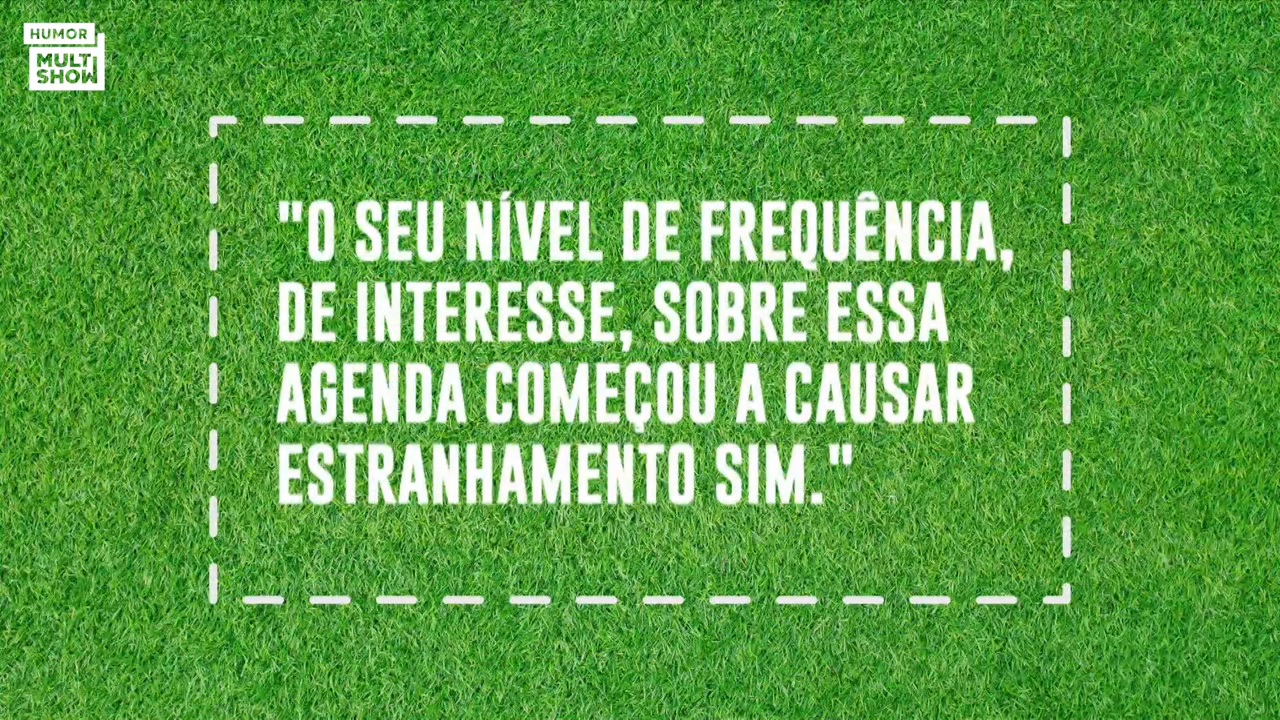 HUMOR
MULTI
SHOW
"O SEU NÍVEL DE FREQUÊNCIA,
DE INTERESSE, SOBRE ESSA
AGENDA COMEÇOU A CAUSAR
ESTRANHAMENTO SIM."